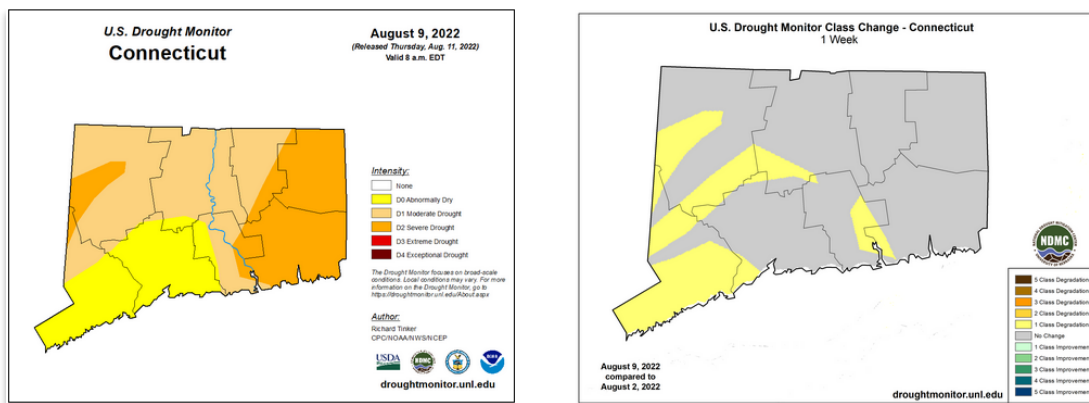 U.S. Drought Monitor
Connecticut
August 9, 2022
(Released Thursday, Aug. 11, 2022)
Valid 8 a.m. EDT
Intensity:
None
D0 Abnormally Dry
D1 Moderate Drought
D2 Severe Drought
D3 Extreme Drought
D4 Exceptional Drought
The Drought Monitor focuses on broad-scale
conditions. Local conditions may vary. For more
information on the Drought Monitor, go to
https://droughtmonitor.unl.edu/About.aspx
Author:
Richard Tinker
CPC/NOAA/NWS/NCEP
USDA
NDMC
droughtmonitor.unl.edu
U.S. Drought Monitor Class Change - Connecticut
1 Week
NDMC
5 Class Degradation
4 Class Degradation
3 Class Degradation
2 Class Degradation
1 Class Degradation
No Change
1 Class Improvement
2 Class Improvement
3 Class Improvement
4 Class Improvement
5 Class Improvement
August 9, 2022
compared to
August 2, 2022
droughtmonitor.unl.edu